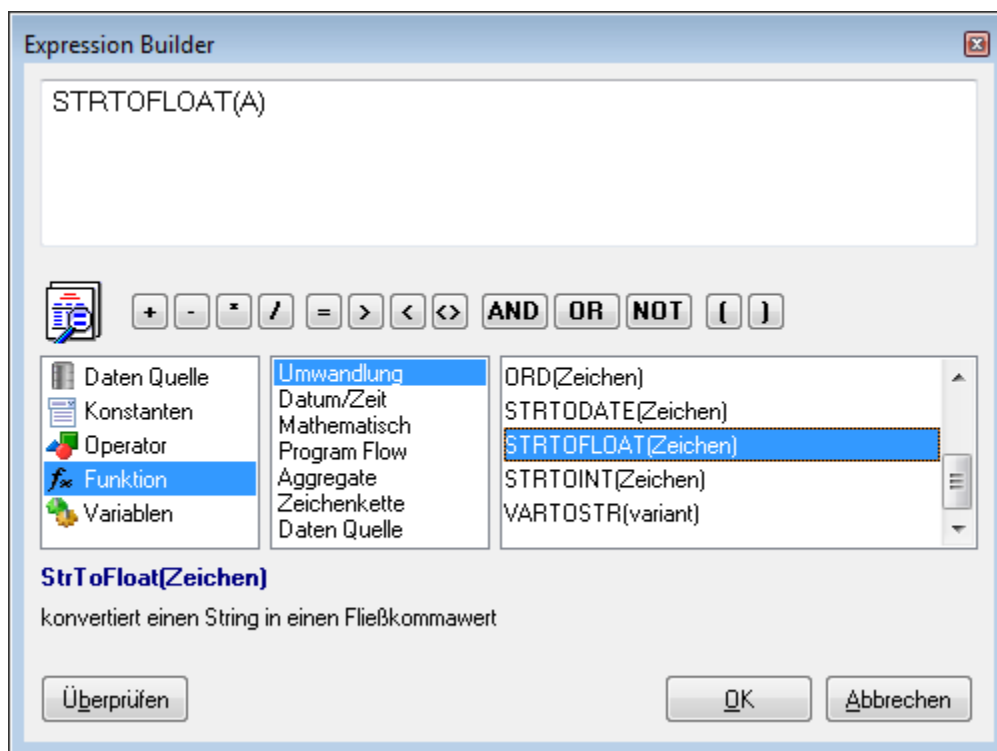 Expression Builder
STRTOFLOAT(A)
+ - * / = > < <> AND OR NOT ( )
Daten Quelle
Konstanten
Operator
Funktion
Variablen
Umwandlung
Datum/Zeit
Mathematisch
Program Flow
Aggregate
Zeichenkette
Daten Quelle
ORD(Zeichen)
STRTODATE(Zeichen)
STRTOFLOAT(Zeichen)
STRTOINT(Zeichen)
VARTOSTR(variant)
StrToFloat(Zeichen)
konvertiert einen String in einen Fließkommawert
Überprüfen OK Abbrechen